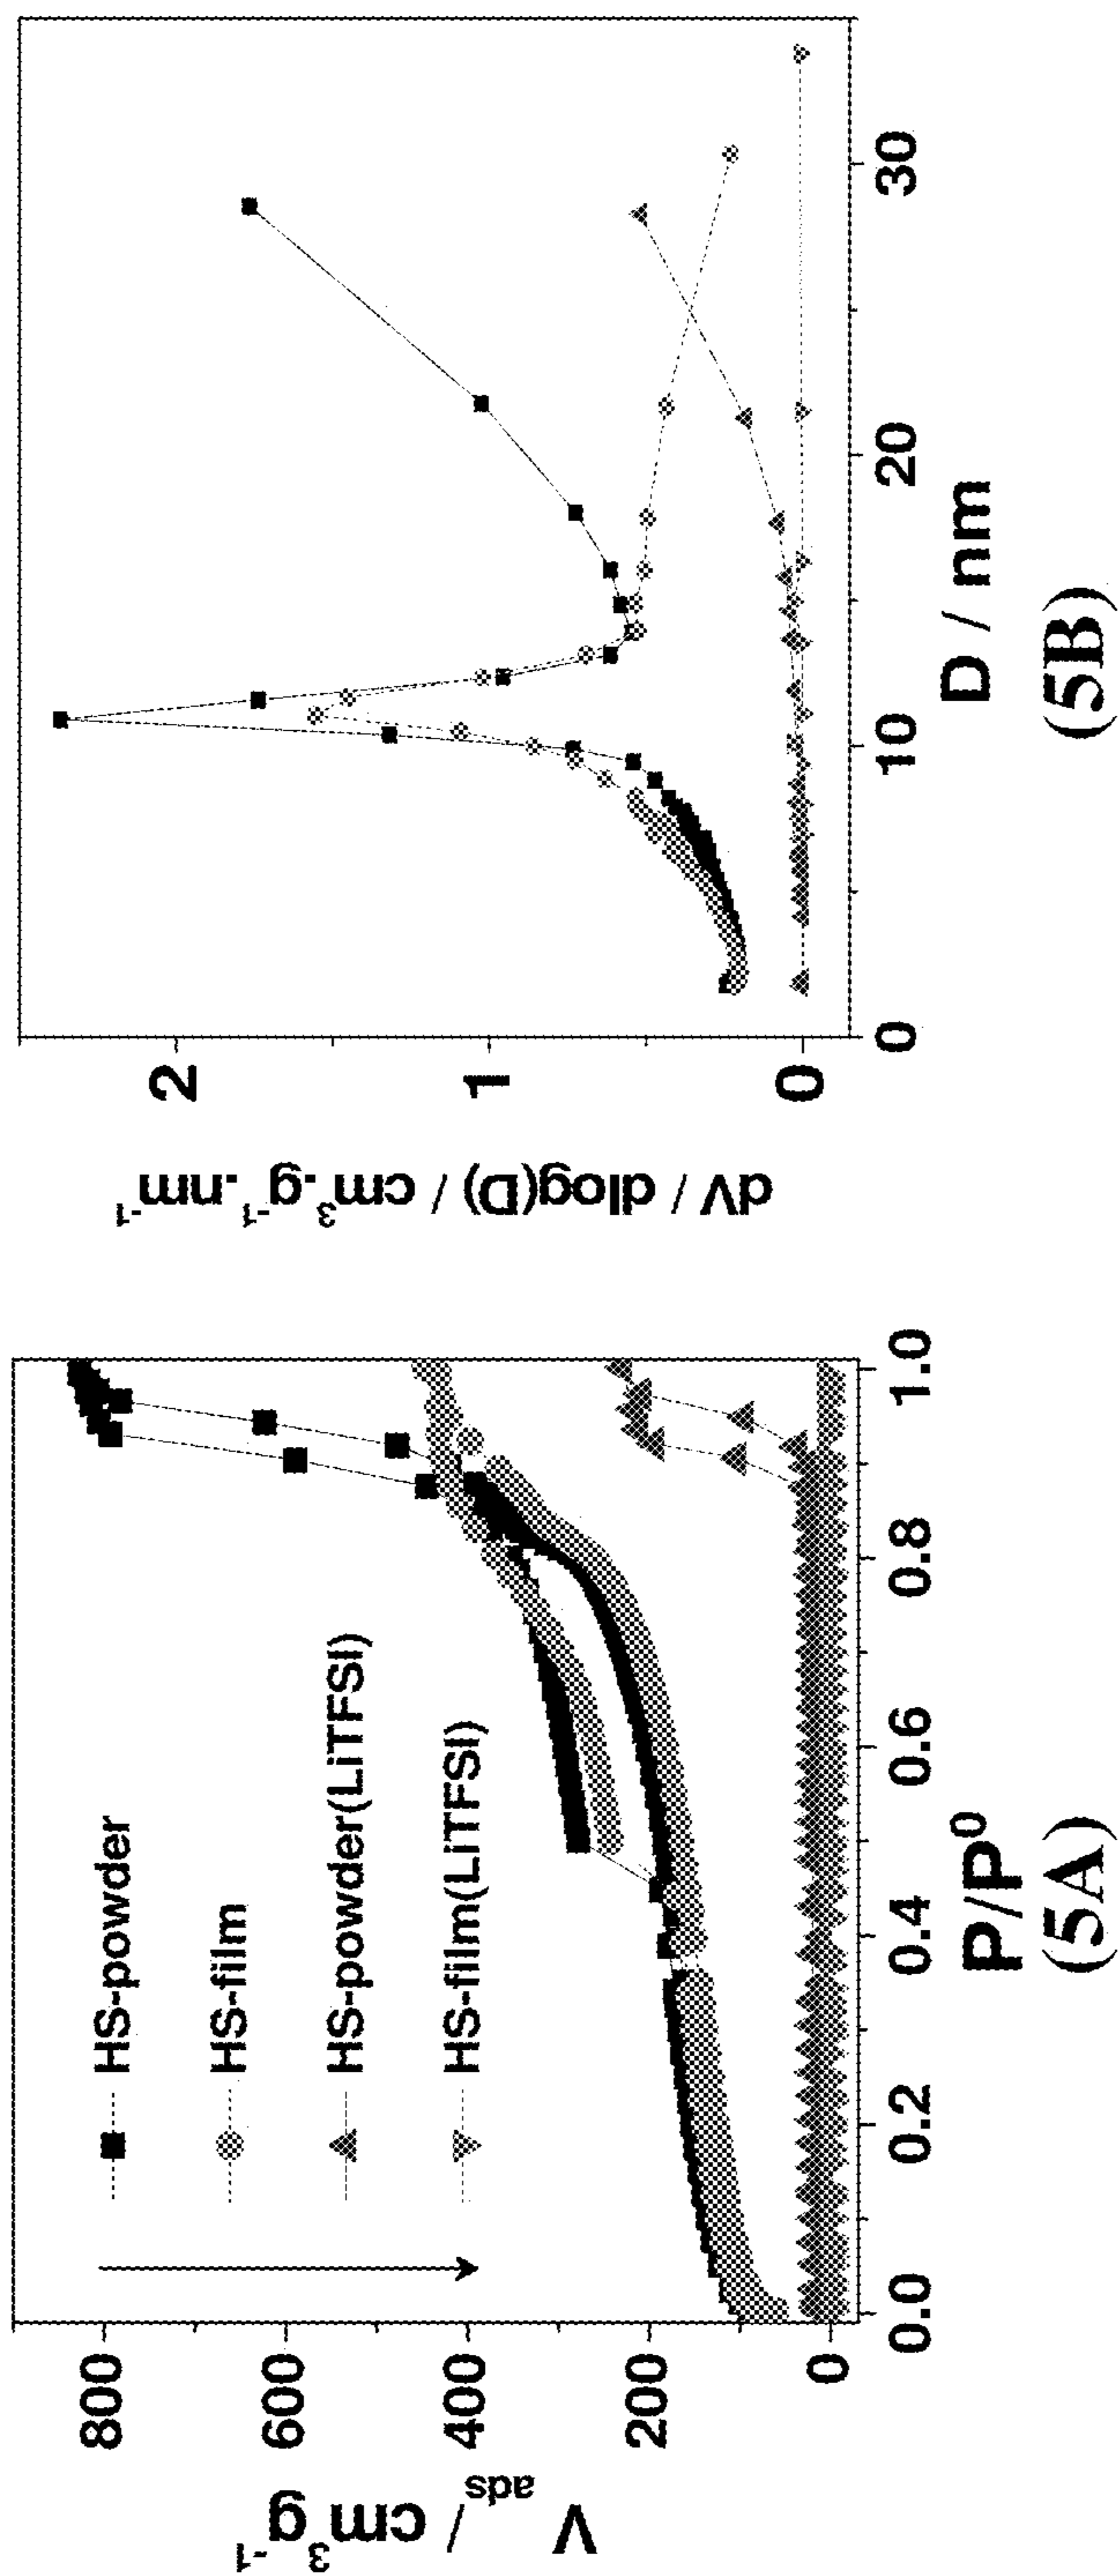 V_ads / cm³ g⁻¹
800
600
400
200
0
HS-powder
HS-film
HS-powder(LiTFSI)
HS-film(LiTFSI)
0.0 0.2 0.4 0.6 0.8 1.0
P/P⁰
(5A)
dV / dlog(D) / cm³.g⁻¹.nm⁻¹
2
1
0
0 10 20 30
D / nm
(5B)